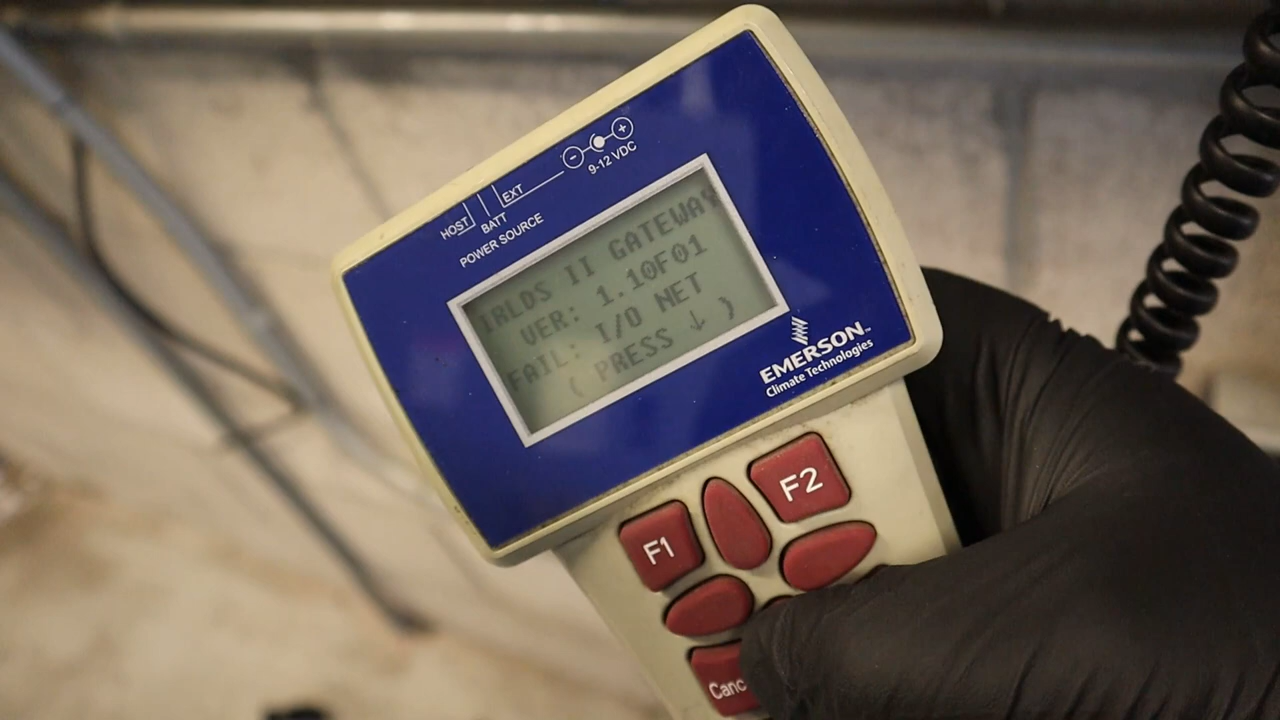 9-12 VDC
EXT
HOST
BATT
POWER SOURCE
IRLDS II GATEWAY
VER: 1.10F01
FAIL: I/O NET
( PRESS ↓ )
EMERSON™
Climate Technologies
F1
F2
Canc